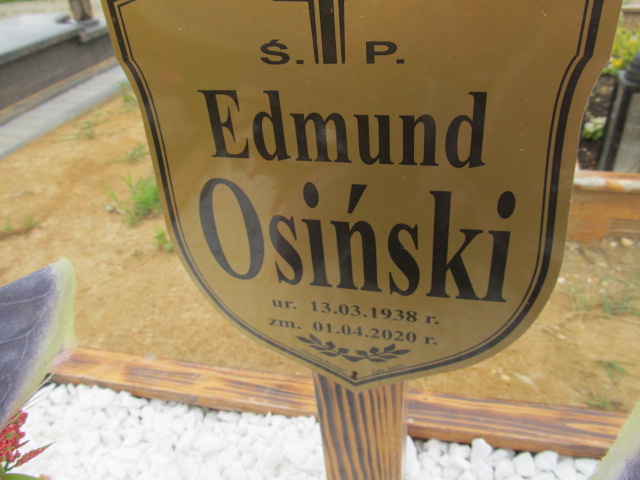 Ś. P.
Edmund
Osiński
ur. 13.03.1938 r.
zm. 01.04.2020 r.